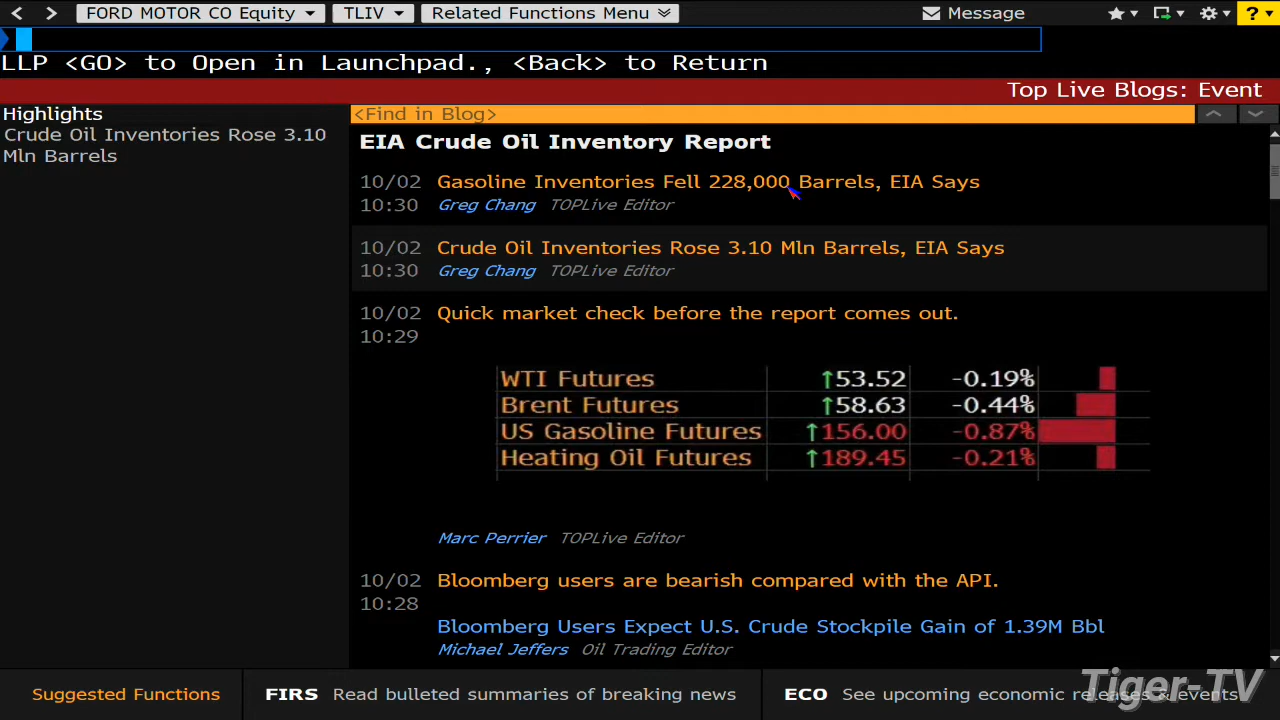 FORD MOTOR CO Equity TLIV Related Functions Menu Message ?
LLP <GO> to Open in Launchpad., <Back> to Return
Top Live Blogs: Event
Highlights
Crude Oil Inventories Rose 3.10
Mln Barrels
<Find in Blog>
EIA Crude Oil Inventory Report
10/02 Gasoline Inventories Fell 228,000 Barrels, EIA Says
10:30 Greg Chang TOPLive Editor
10/02 Crude Oil Inventories Rose 3.10 Mln Barrels, EIA Says
10:30 Greg Chang TOPLive Editor
10/02 Quick market check before the report comes out.
10:29
WTI Futures ↑53.52 -0.19%
Brent Futures ↑58.63 -0.44%
US Gasoline Futures ↑156.00 -0.87%
Heating Oil Futures ↑189.45 -0.21%
Marc Perrier TOPLive Editor
10/02 Bloomberg users are bearish compared with the API.
10:28
Bloomberg Users Expect U.S. Crude Stockpile Gain of 1.39M Bbl
Michael Jeffers Oil Trading Editor
Suggested Functions FIRS Read bulleted summaries of breaking news ECO See upcoming economic releases & events
Tiger-TV